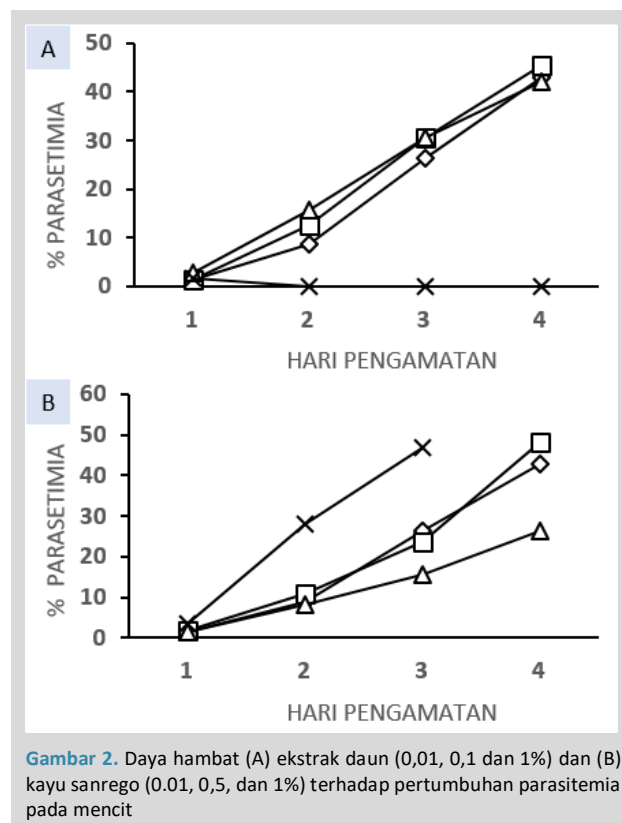 A
50
40
30
20
10
0
% PARASETIMIA
1 2 3 4
HARI PENGAMATAN
B
60
50
40
30
20
10
0
% PARASETIMIA
1 2 3 4
HARI PENGAMATAN
Gambar 2. Daya hambat (A) ekstrak daun (0,01, 0,1 dan 1%) dan (B)
kayu sanrego (0.01, 0,5, dan 1%) terhadap pertumbuhan parasitemia
pada mencit